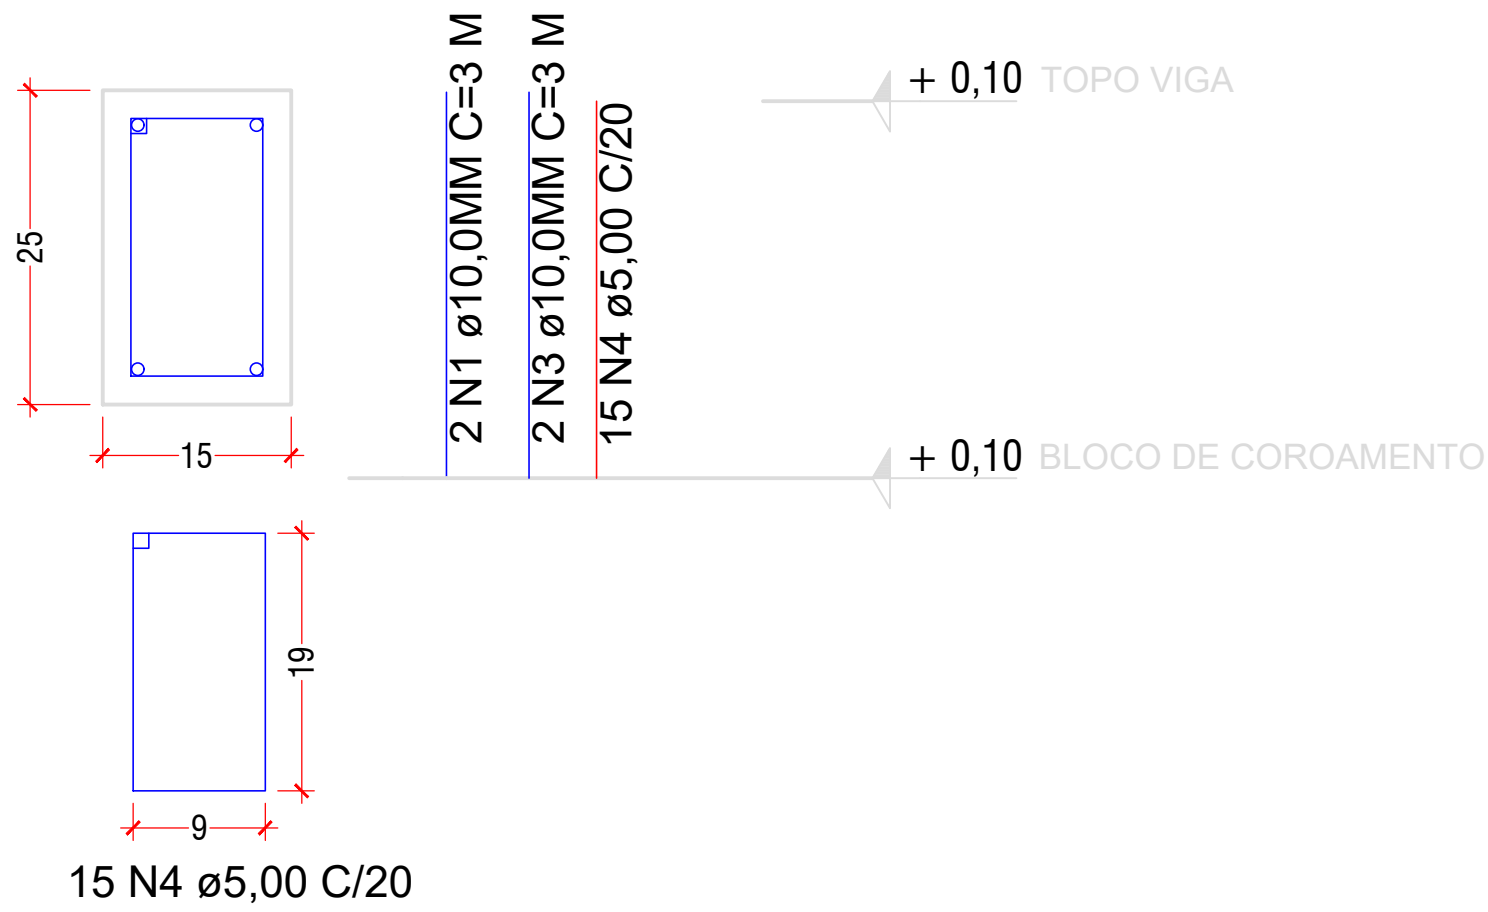 25
15
2 N1 ø10,0MM C=3 M
2 N3 ø10,0MM C=3 M
15 N4 ø5,00 C/20
+ 0,10 TOPO VIGA
+ 0,10 BLOCO DE COROAMENTO
19
9
15 N4 ø5,00 C/20